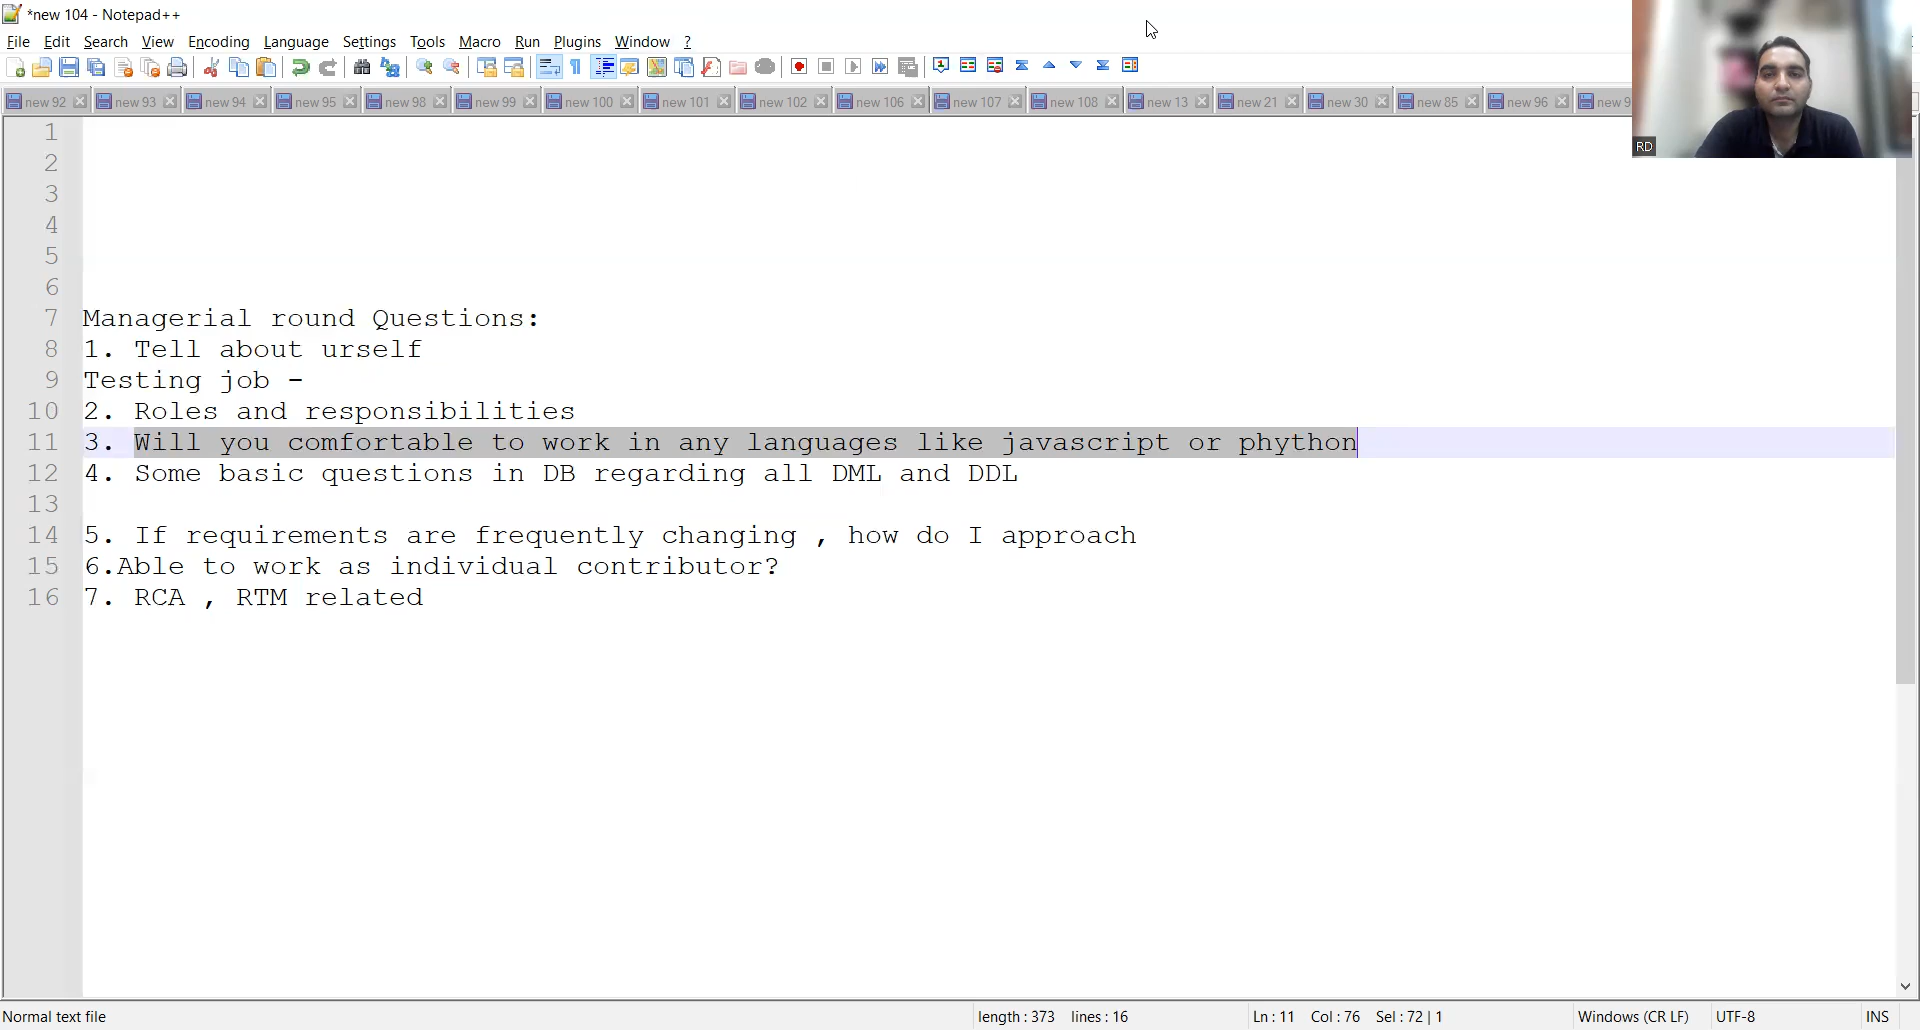 *new 104 - Notepad++
File Edit Search View Encoding Language Settings Tools Macro Run Plugins Window ?
new 92 new 93 new 94 new 95 new 98 new 99 new 100 new 101 new 102 new 106 new 107 new 108 new 13 new 21 new 30 new 85 new 96 new 9
RD
1
2
3
4
5
6
7 Managerial round Questions:
8 1. Tell about urself
9 Testing job -
10 2. Roles and responsibilities
11 3. Will you comfortable to work in any languages like javascript or phython
12 4. Some basic questions in DB regarding all DML and DDL
13
14 5. If requirements are frequently changing , how do I approach
15 6.Able to work as individual contributor?
16 7. RCA , RTM related
Normal text file length : 373 lines : 16 Ln : 11 Col : 76 Sel : 72 | 1 Windows (CR LF) UTF-8 INS